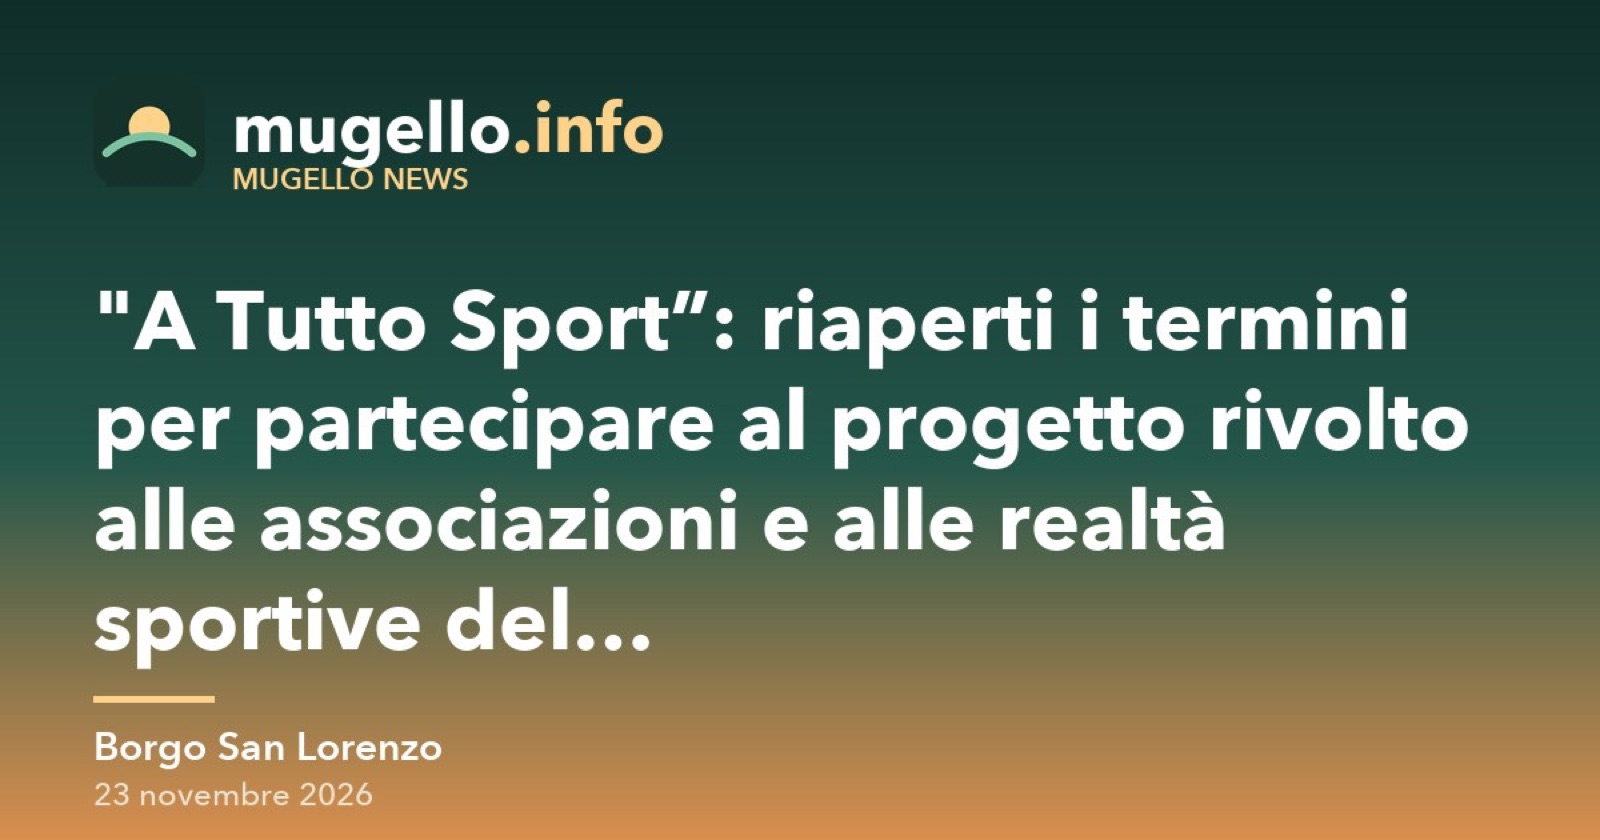 mugello.info
MUGELLO NEWS
"A Tutto Sport”: riaperti i termini
per partecipare al progetto rivolto
alle associazioni e alle realtà
sportive del...
Borgo San Lorenzo
23 novembre 2026